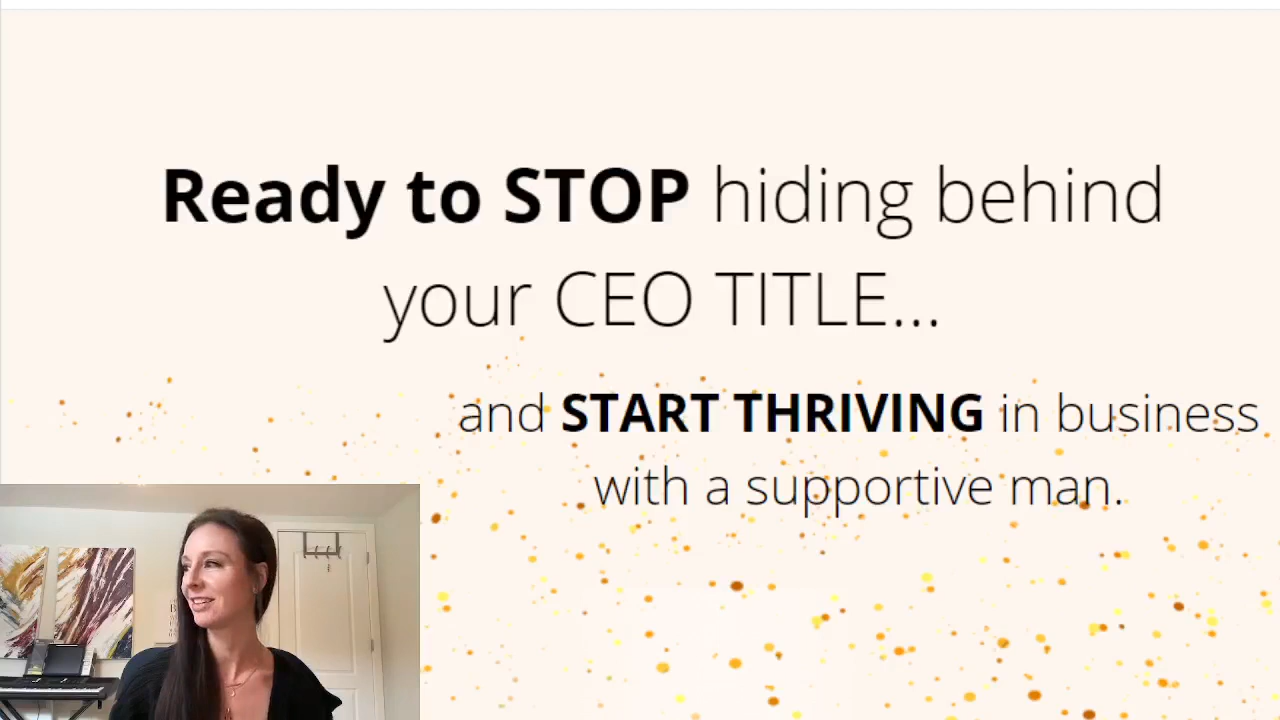 Ready to STOP hiding behind
your CEO TITLE...
and START THRIVING in business
with a supportive man.